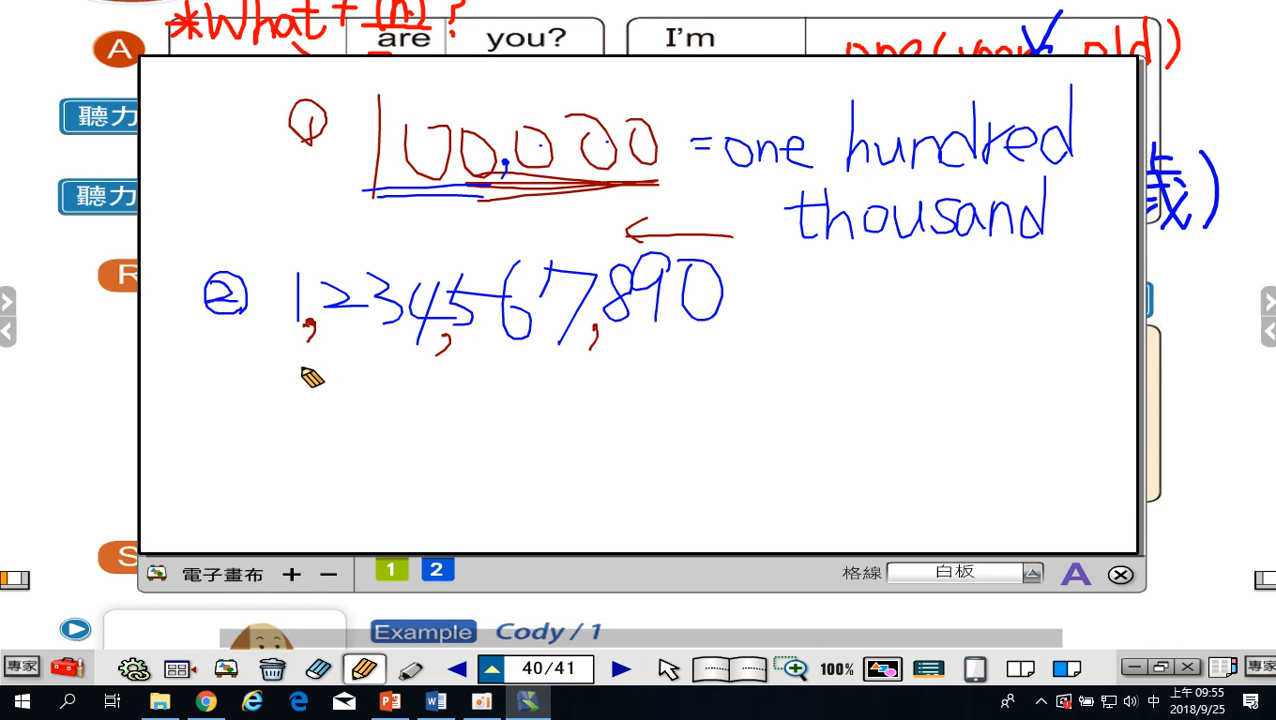 *What + (n) ?
A are you? I'm one (year old)
聽力
100,000 = one hundred
thousand
聽力 歲)
R
② 1,234,567,890
S
電子畫布 + − 1 2 格線 白板 A
Example Cody / 1
專家 40/41 100% 專家
中 上午 09:55
2018/9/25